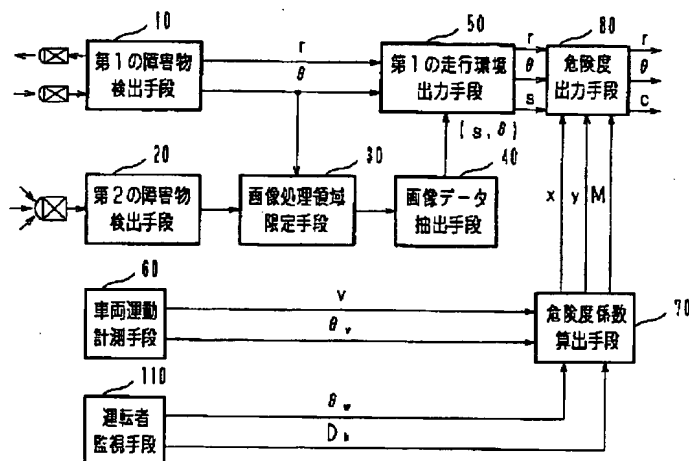 10
第1の障害物
検出手段
r
θ
50
第1の走行環境
出力手段
r
θ
s
80
危険度
出力手段
r
θ
c
(s,θ)
20
第2の障害物
検出手段
30
画像処理領域
限定手段
40
画像データ
抽出手段
x
y
M
60
車両運動
計測手段
v
θv
危険度係数
算出手段
70
110
運転者
監視手段
θw
Db